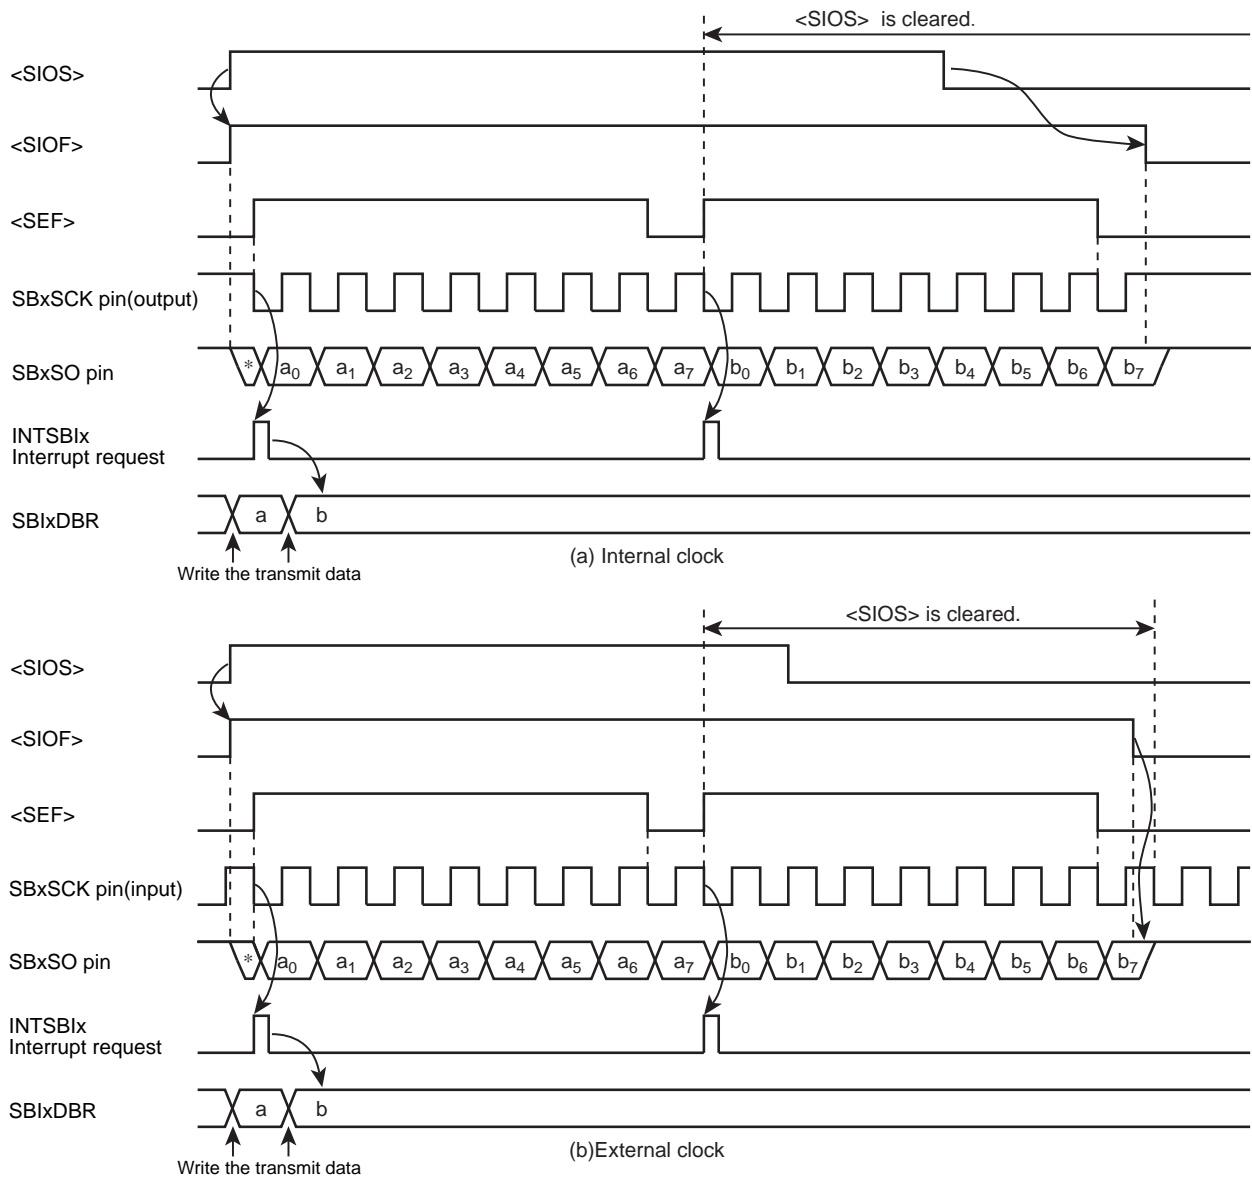 <SIOS> is cleared.
<SIOS>
<SIOF>
<SEF>
SBxSCK pin(output)
SBxSO pin
* a0 a1 a2 a3 a4 a5 a6 a7 b0 b1 b2 b3 b4 b5 b6 b7
INTSBIx
Interrupt request
SBIxDBR
a b
(a) Internal clock
Write the transmit data
<SIOS> is cleared.
<SIOS>
<SIOF>
<SEF>
SBxSCK pin(input)
SBxSO pin
* a0 a1 a2 a3 a4 a5 a6 a7 b0 b1 b2 b3 b4 b5 b6 b7
INTSBIx
Interrupt request
SBIxDBR
a b
(b)External clock
Write the transmit data